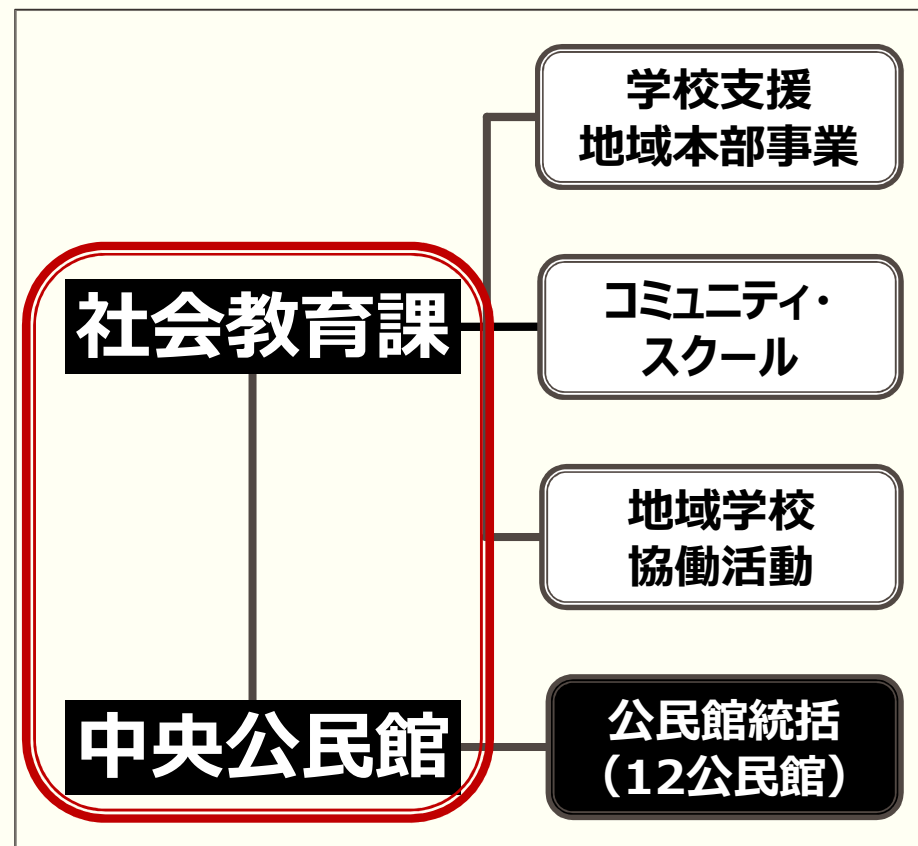 学校支援
地域本部事業
社会教育課
コミュニティ・
スクール
地域学校
協働活動
中央公民館
公民館統括
（12公民館）